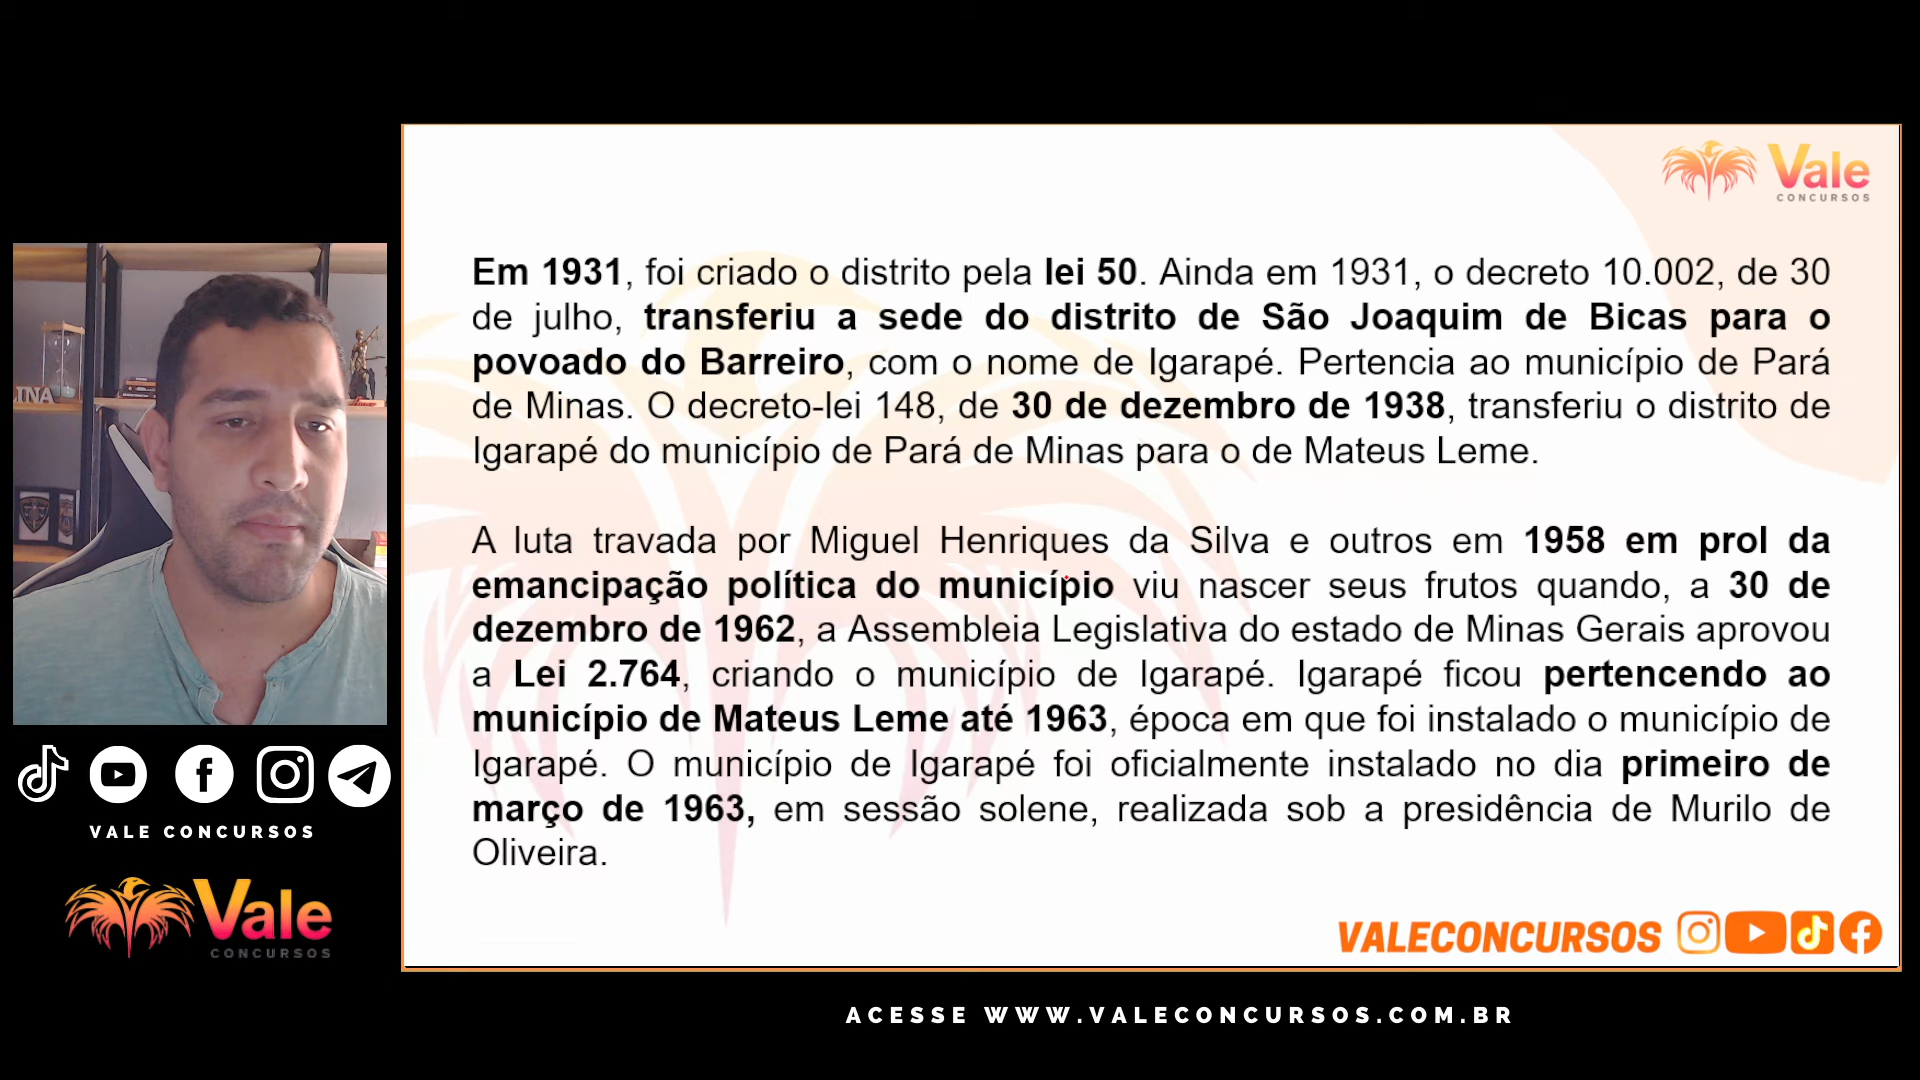 Vale
CONCURSOS
Em 1931, foi criado o distrito pela lei 50. Ainda em 1931, o decreto 10.002, de 30
de julho, transferiu a sede do distrito de São Joaquim de Bicas para o
povoado do Barreiro, com o nome de Igarapé. Pertencia ao município de Pará
de Minas. O decreto-lei 148, de 30 de dezembro de 1938, transferiu o distrito de
Igarapé do município de Pará de Minas para o de Mateus Leme.
A luta travada por Miguel Henriques da Silva e outros em 1958 em prol da
emancipação política do município viu nascer seus frutos quando, a 30 de
dezembro de 1962, a Assembleia Legislativa do estado de Minas Gerais aprovou
a Lei 2.764, criando o município de Igarapé. Igarapé ficou pertencendo ao
município de Mateus Leme até 1963, época em que foi instalado o município de
Igarapé. O município de Igarapé foi oficialmente instalado no dia primeiro de
março de 1963, em sessão solene, realizada sob a presidência de Murilo de
Oliveira.
INA
VALE CONCURSOS
Vale
CONCURSOS
VALECONCURSOS
ACESSE WWW.VALECONCURSOS.COM.BR